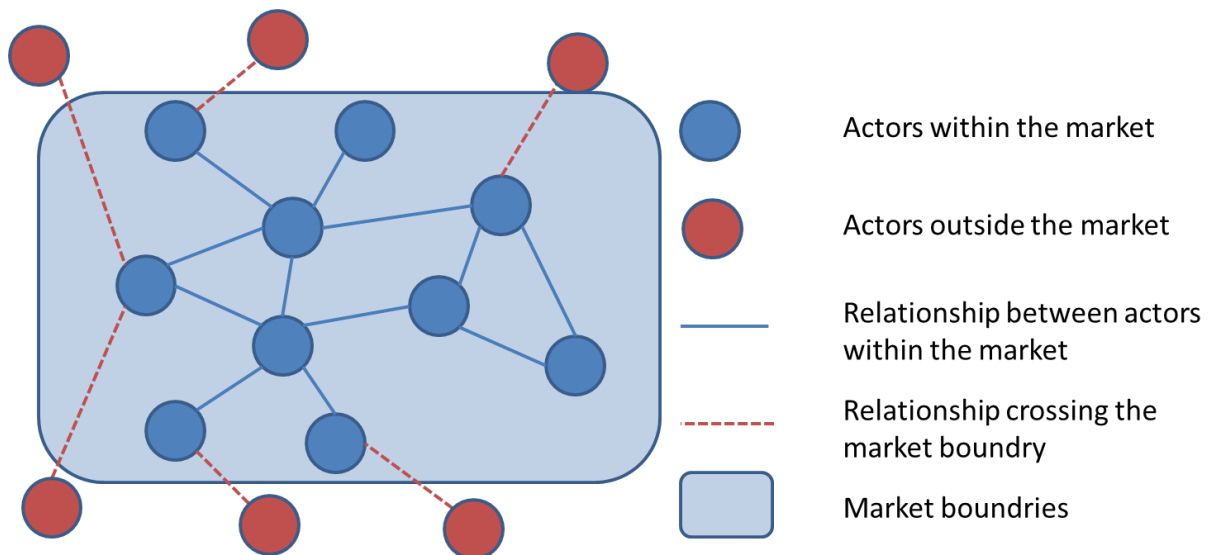 Actors within the market
Actors outside the market
Relationship between actors
within the market
Relationship crossing the
market boundry
Market boundries